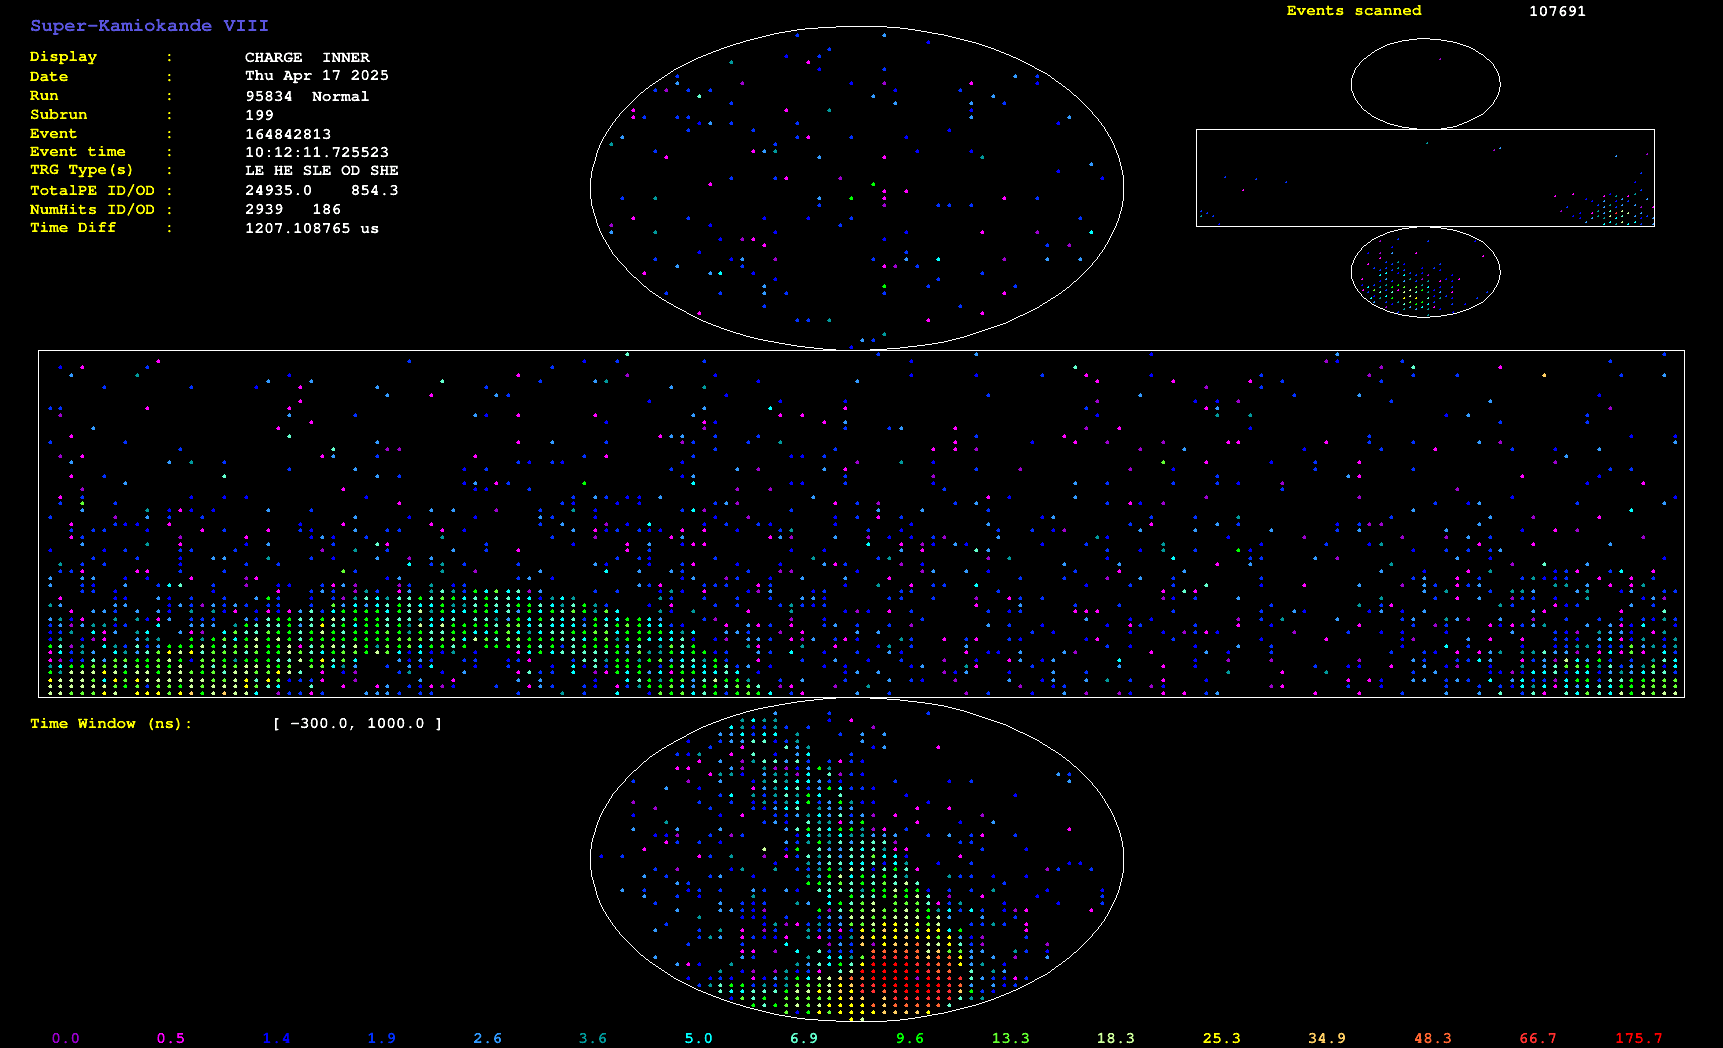 Super-Kamiokande VIII
Display : CHARGE INNER
Date : Thu Apr 17 2025
Run : 95834 Normal
Subrun : 199
Event : 164842813
Event time : 10:12:11.725523
TRG Type(s) : LE HE SLE OD SHE
TotalPE ID/OD : 24935.0 854.3
NumHits ID/OD : 2939 186
Time Diff : 1207.108765 us
Events scanned 107691
Time Window (ns): [ -300.0, 1000.0 ]
0.0 0.5 1.4 1.9 2.6 3.6 5.0 6.9 9.6 13.3 18.3 25.3 34.9 48.3 66.7 175.7